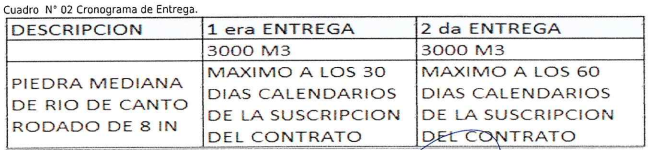 Cuadro N° 02 Cronograma de Entrega.
DESCRIPCION 1 era ENTREGA 2 da ENTREGA
3000 M3 3000 M3
PIEDRA MEDIANA DE RIO DE CANTO RODADO DE 8 IN
MAXIMO A LOS 30
DIAS CALENDARIOS
DE LA SUSCRIPCION
DEL CONTRATO
MAXIMO A LOS 60
DIAS CALENDARIOS
DE LA SUSCRIPCION
DEL CONTRATO